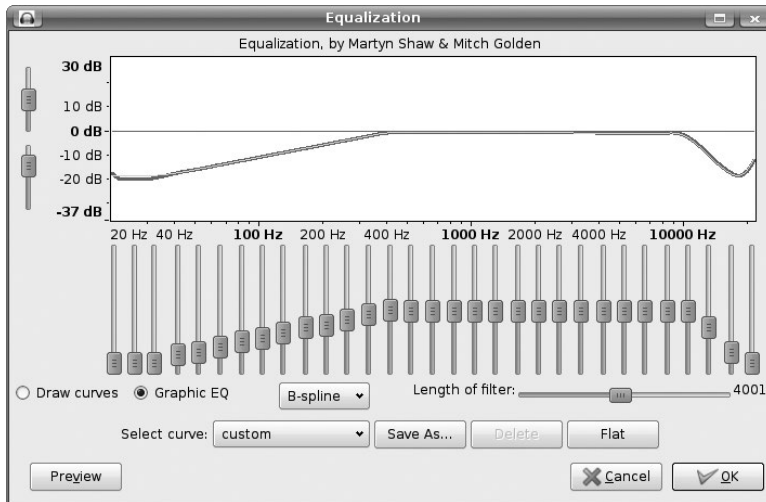 Equalization
Equalization, by Martyn Shaw & Mitch Golden
30 dB
10 dB
0 dB
-10 dB
-20 dB
-37 dB
20 Hz 40 Hz 100 Hz 200 Hz 400 Hz 1000 Hz 2000 Hz 4000 Hz 10000 Hz
Draw curves Graphic EQ B-spline Length of filter: 4001
Select curve: custom Save As... Delete Flat
Preview Cancel OK